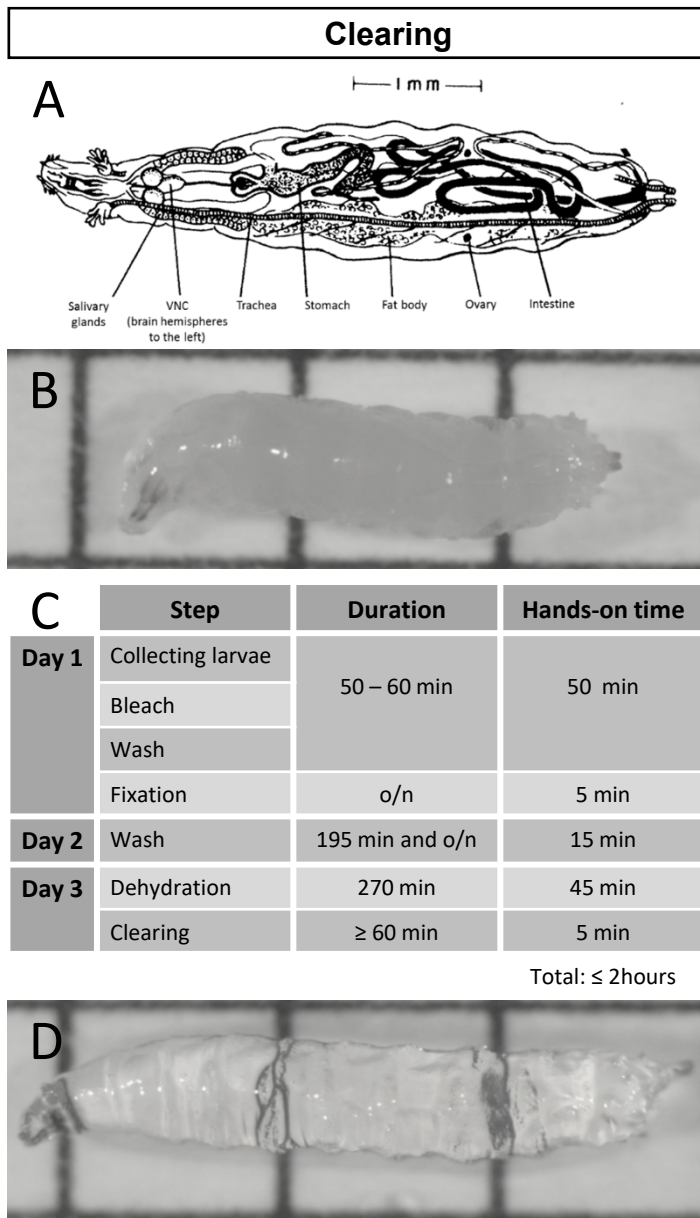 Clearing
A
1 mm
Salivary
glands
VNC
(brain hemispheres
to the left)
Trachea
Stomach
Fat body
Ovary
Intestine
B
C
Step Duration Hands-on time
Day 1 Collecting larvae 50 – 60 min 50 min
Bleach
Wash
Fixation o/n 5 min
Day 2 Wash 195 min and o/n 15 min
Day 3 Dehydration 270 min 45 min
Clearing ≥ 60 min 5 min
Total: ≤ 2hours
D